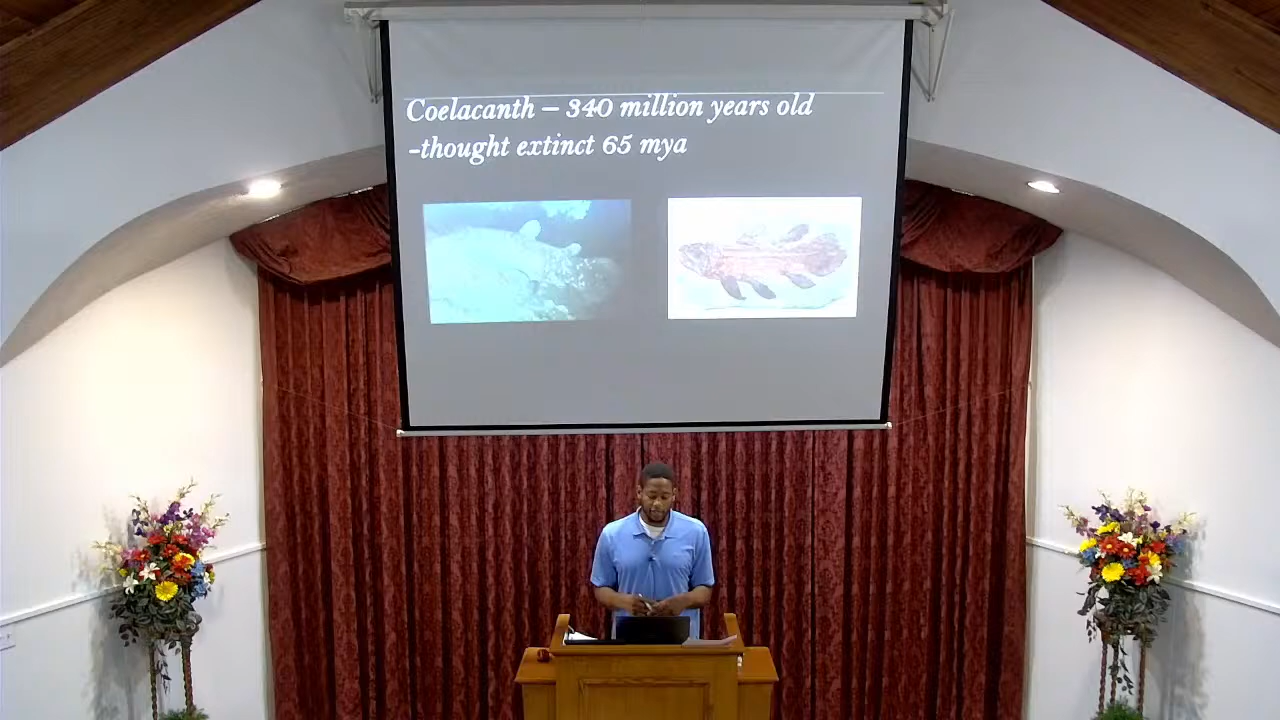 Coelacanth – 340 million years old
-thought extinct 65 mya